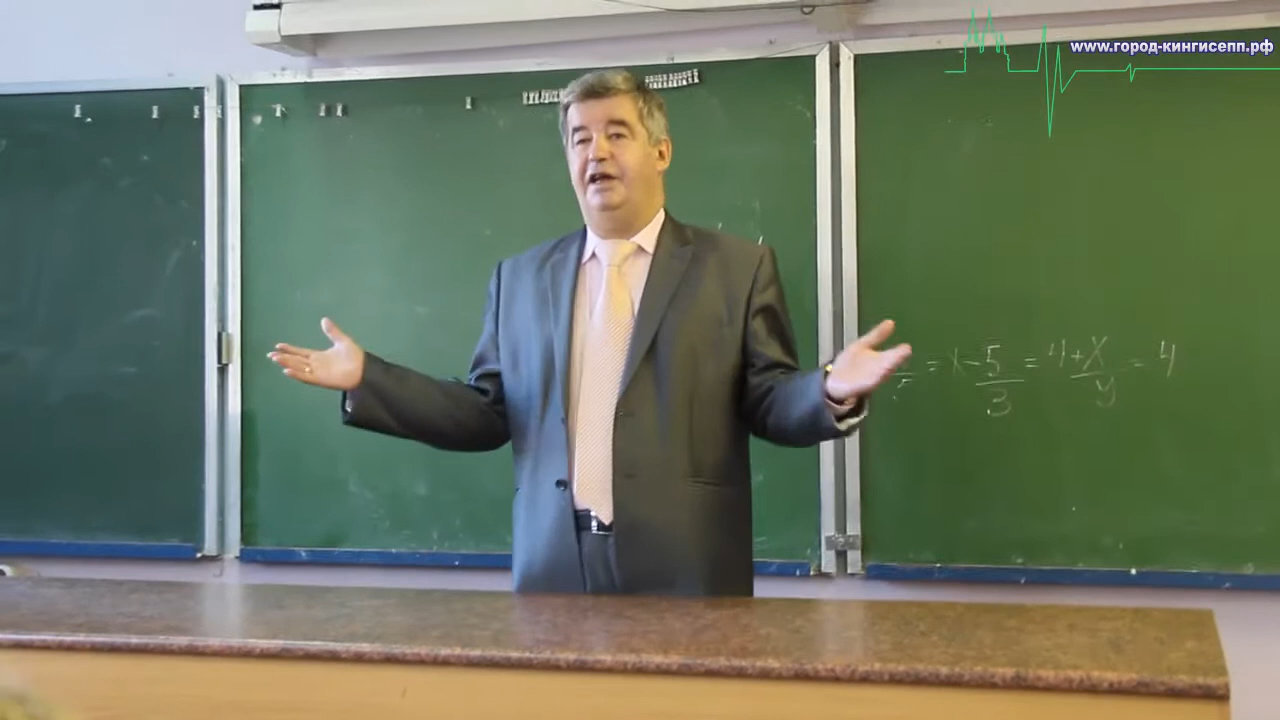 www.город-кингисепп.рф
= x - 5/3 = 4+x/y = 4